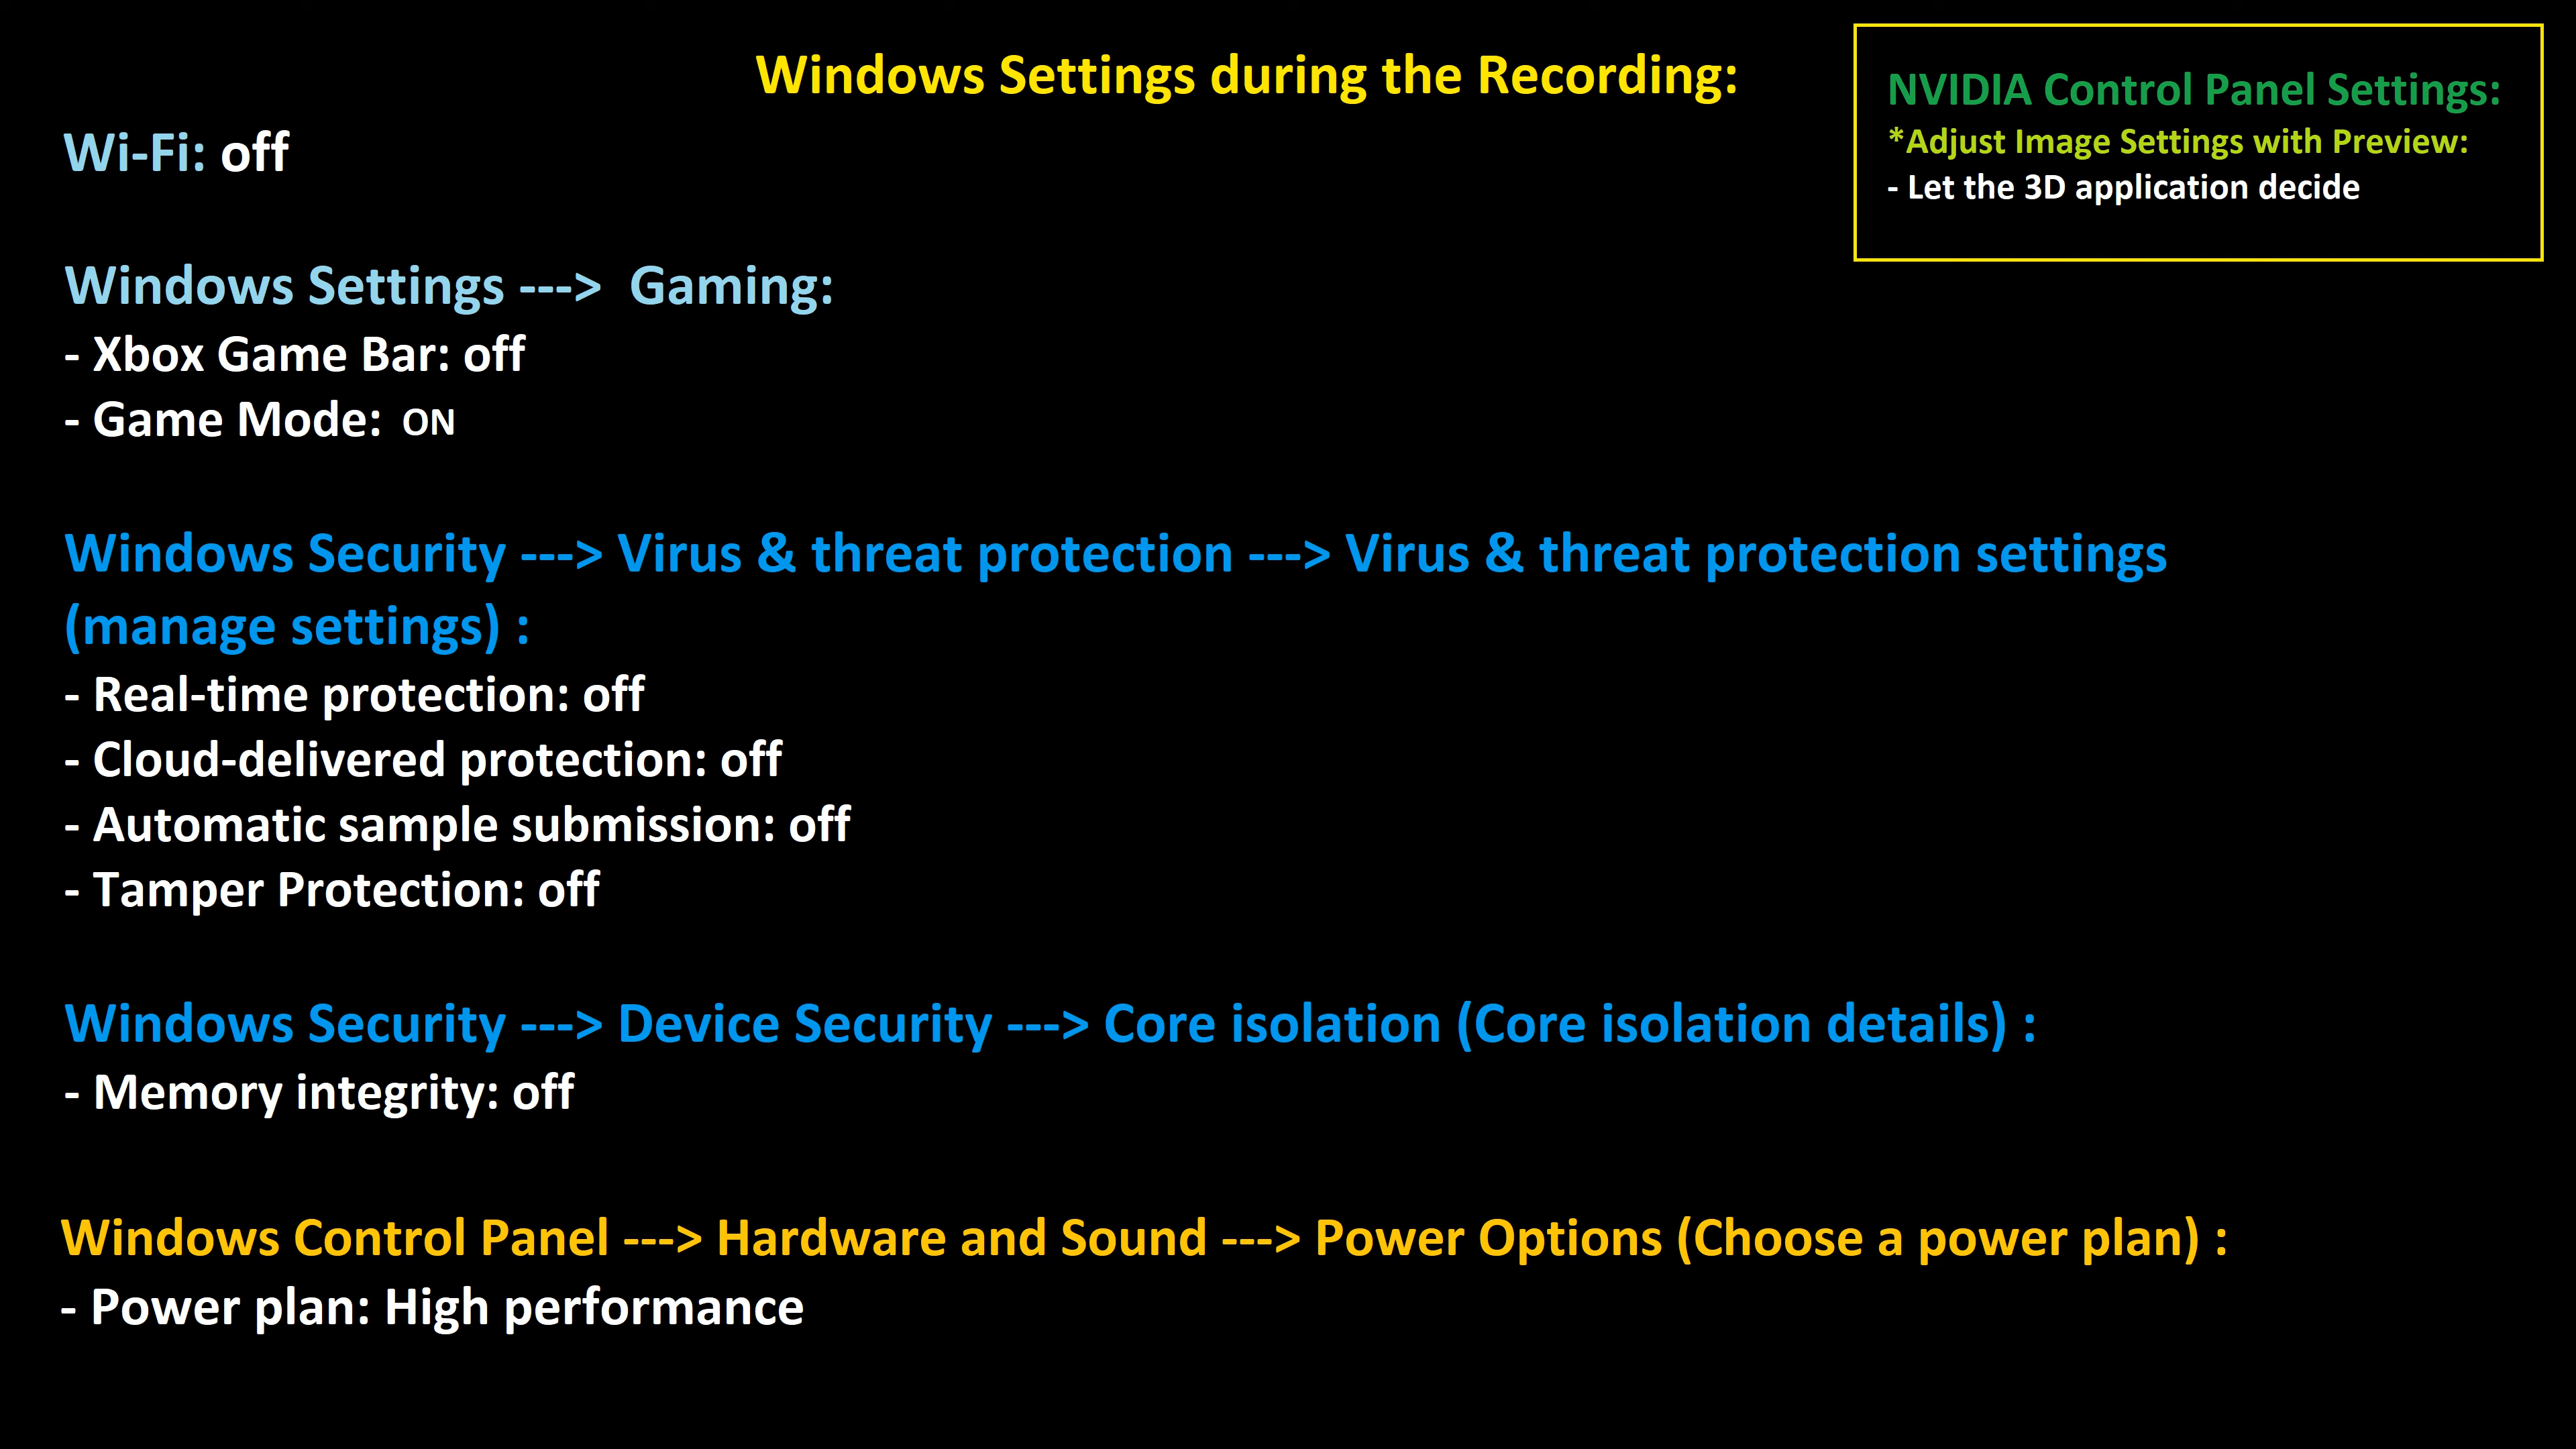 Windows Settings during the Recording:
NVIDIA Control Panel Settings:
*Adjust Image Settings with Preview:
- Let the 3D application decide
Wi-Fi: off
Windows Settings ---> Gaming:
- Xbox Game Bar: off
- Game Mode: ON
Windows Security ---> Virus & threat protection ---> Virus & threat protection settings
(manage settings) :
- Real-time protection: off
- Cloud-delivered protection: off
- Automatic sample submission: off
- Tamper Protection: off
Windows Security ---> Device Security ---> Core isolation (Core isolation details) :
- Memory integrity: off
Windows Control Panel ---> Hardware and Sound ---> Power Options (Choose a power plan) :
- Power plan: High performance